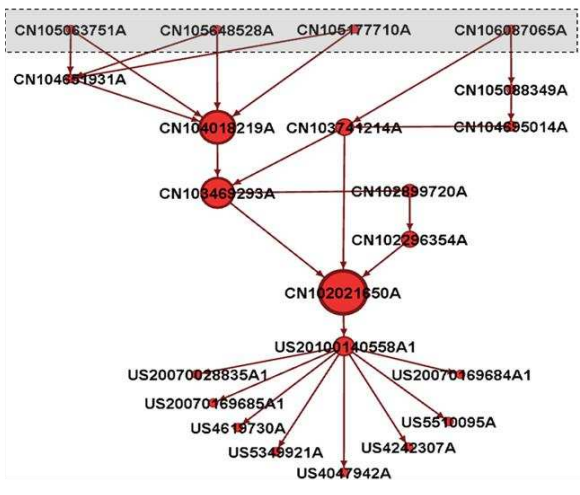 CN105063751A CN105648528A CN105177710A CN106087065A
CN104651931A CN105088349A
CN104018219A CN103741214A CN104695014A
CN103469293A CN102899720A
CN102296354A
CN102021650A
US20100140558A1
US20070028835A1 US20070169684A1
US20070169685A1
US4619730A US5510095A
US5349921A US4242307A
US4047942A